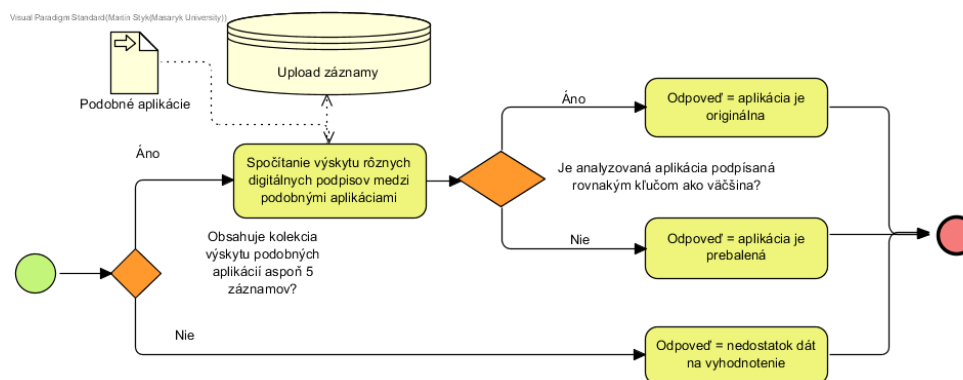 Visual Paradigm Standard(Martin Styk(Masaryk University))
Upload záznamy
Podobné aplikácie
Áno
Spočítanie výskytu rôznych
digitálnych podpisov medzi
podobnými aplikáciami
Áno
Odpoveď = aplikácia je
originálna
Je analyzovaná aplikácia podpísaná
rovnakým kľučom ako väčšina?
Obsahuje kolekcia
výskytu podobných
aplikácií aspoň 5
záznamov?
Nie
Odpoveď = aplikácia je
prebalená
Nie
Odpoveď = nedostatok dát
na vyhodnotenie